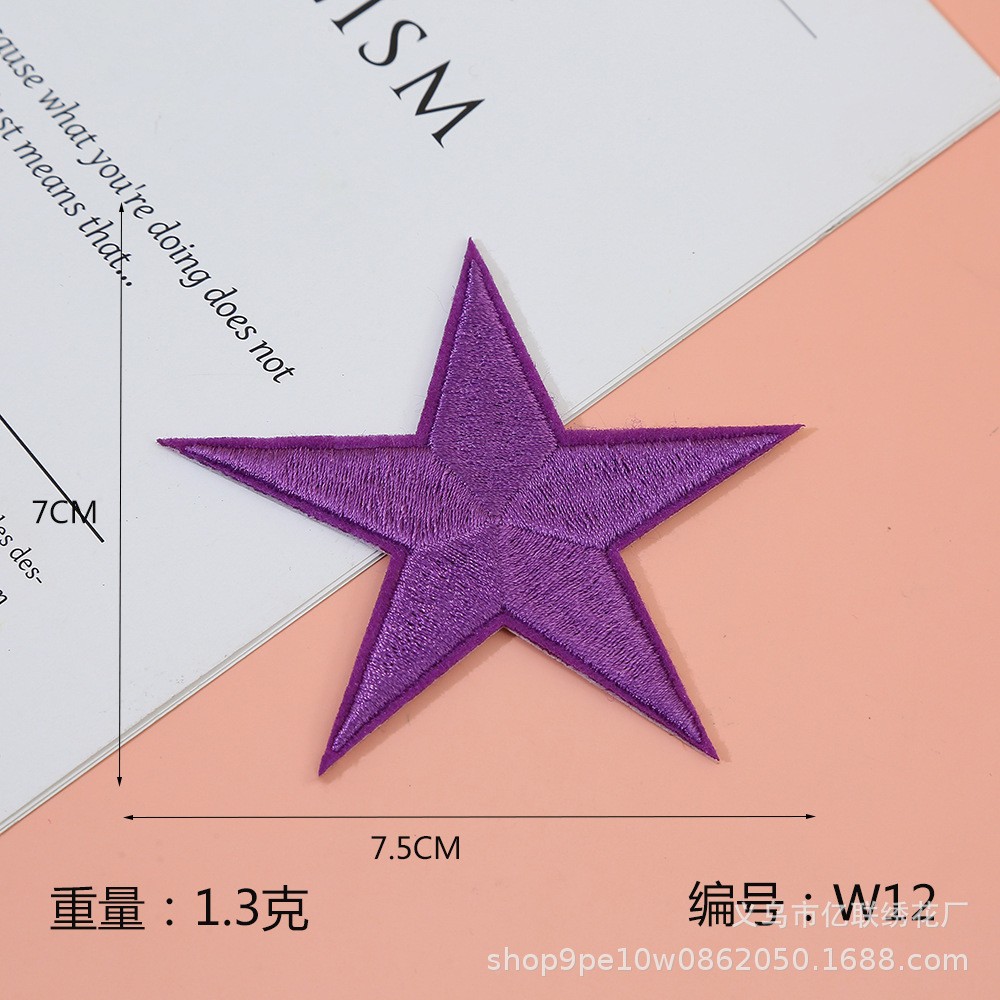 ISM
ause what you're doing does not
st means that...
es des-
7CM
7.5CM
重量：1.3克
编号：W12
义乌市亿联绣花厂
shop9pe10w0862050.1688.com